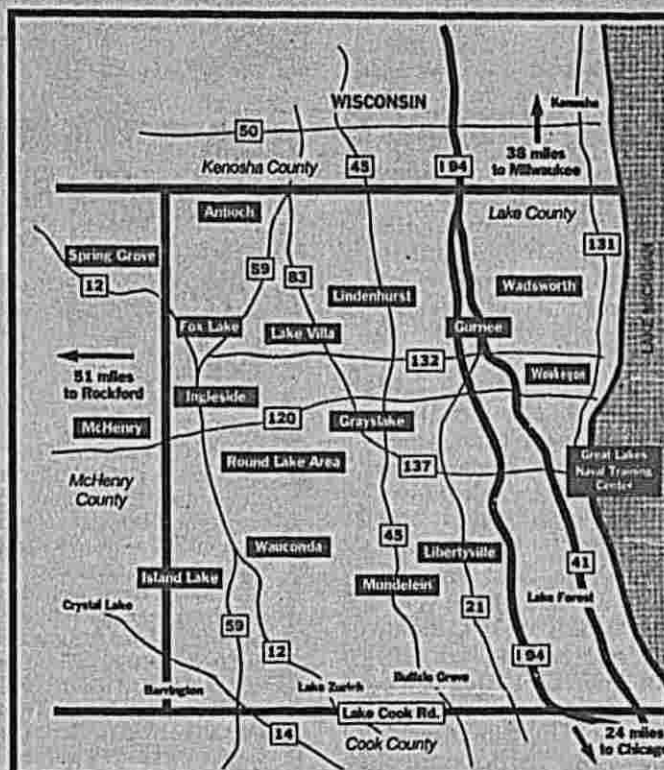 WISCONSIN
Kenosha
50
Kenosha County
45
I 94
38 miles
to Milwaukee
Antioch
Lake County
131
Spring Grove
12
59
83
Lindenhurst
Wadsworth
LAKE MICHIGAN
Fox Lake
Lake Villa
Gurnee
51 miles
to Rockford
132
Waukegan
Ingleside
120
McHenry
Grayslake
Great Lakes
Naval Training
Center
Round Lake Area
137
McHenry
County
45
Wauconda
Libertyville
41
Island Lake
Mundelein
Crystal Lake
59
21
Lake Forest
12
I 94
Barrington
Lake Zurich
Buffalo Grove
Lake Cook Rd.
14
Cook County
24 miles
to Chicago